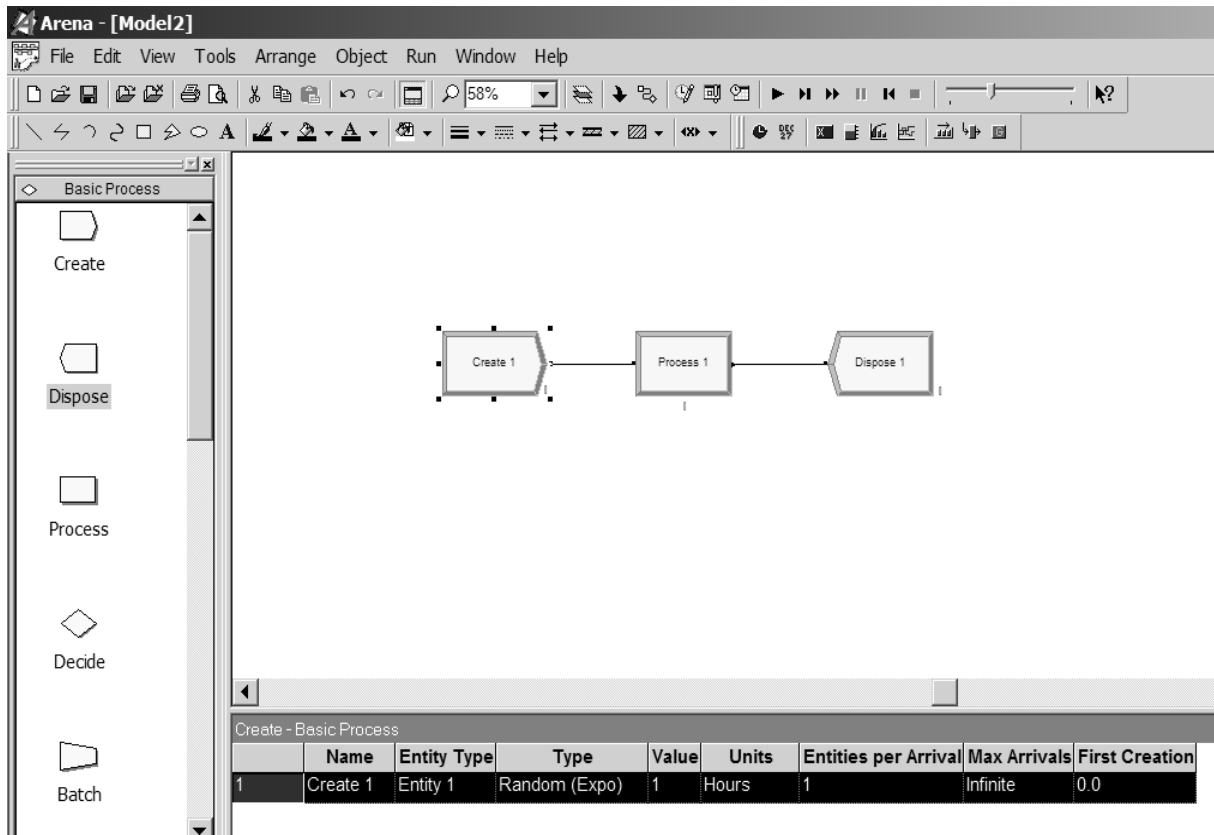 Arena - [Model2]
File Edit View Tools Arrange Object Run Window Help
58%
A A
Basic Process
Create
Dispose
Process
Decide
Batch
Create 1 Process 1 Dispose 1
Create - Basic Process
Name Entity Type Type Value Units Entities per Arrival Max Arrivals First Creation
1 Create 1 Entity 1 Random (Expo) 1 Hours 1 Infinite 0.0